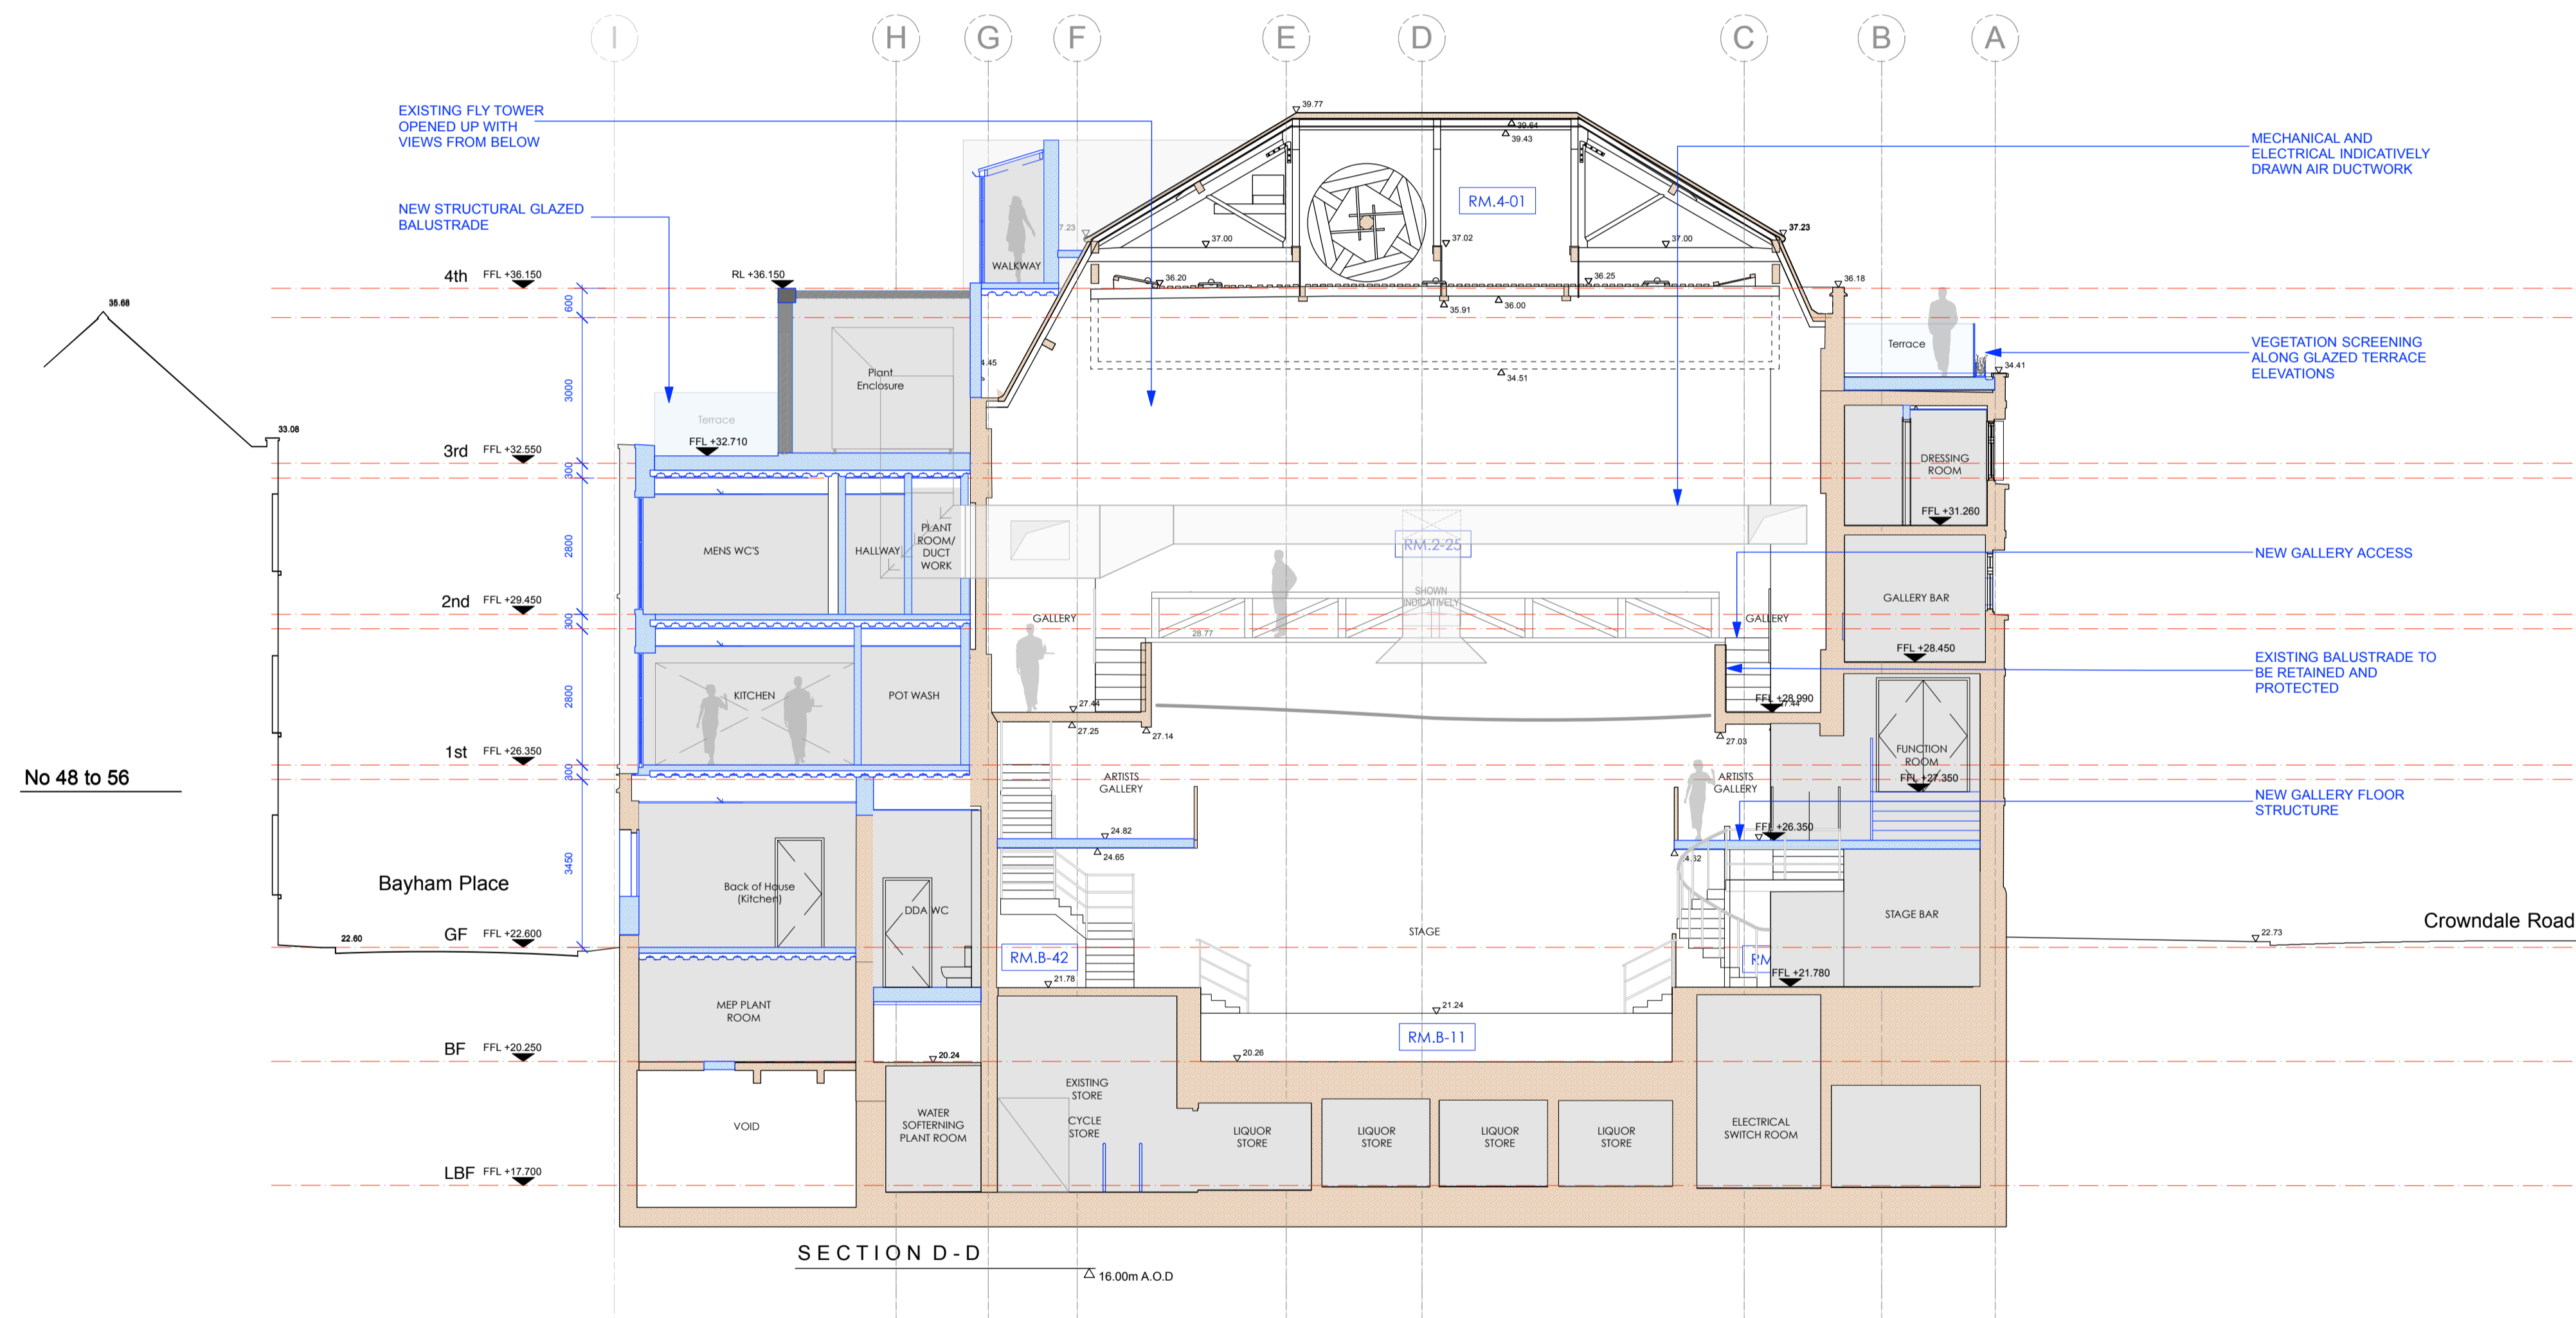 I
H
G
F
E
D
C
B
A
EXISTING FLY TOWER
OPENED UP WITH
VIEWS FROM BELOW
NEW STRUCTURAL GLAZED
BALUSTRADE
MECHANICAL AND
ELECTRICAL INDICATIVELY
DRAWN AIR DUCTWORK
VEGETATION SCREENING
ALONG GLAZED TERRACE
ELEVATIONS
NEW GALLERY ACCESS
EXISTING BALUSTRADE TO
BE RETAINED AND
PROTECTED
NEW GALLERY FLOOR
STRUCTURE
39.77
39.64
39.43
RM.4-01
37.00
37.02
37.00
37.23
7.23
WALKWAY
36.20
36.25
36.18
35.91
36.00
34.51
4.45
4th FFL +36.150
RL +36.150
35.68
33.08
600
3000
300
2800
300
2800
300
3450
Plant
Enclosure
Terrace
FFL +32.710
3rd FFL +32.550
Terrace
34.41
DRESSING
ROOM
FFL +31.260
MENS WC'S
HALLWAY
PLANT
ROOM/
DUCT
WORK
RM.2-25
SHOWN
INDICATIVELY
2nd FFL +29.450
GALLERY
28.77
GALLERY
GALLERY BAR
FFL +28.450
KITCHEN
POT WASH
27.44
27.25
27.14
FFL +28.990
27.44
27.03
1st FFL +26.350
No 48 to 56
ARTISTS
GALLERY
ARTISTS
GALLERY
FUNCTION
ROOM
FFL +27.350
24.82
24.65
FFL +26.350
Bayham Place
Back of House
(Kitchen)
DDA WC
STAGE
STAGE BAR
Crowndale Road
GF FFL +22.600
22.60
22.73
RM.B-42
RM
21.78
FFL +21.780
MEP PLANT
ROOM
21.24
RM.B-11
BF FFL +20.250
20.24
20.26
VOID
WATER
SOFTERNING
PLANT ROOM
EXISTING
STORE
CYCLE
STORE
LIQUOR
STORE
LIQUOR
STORE
LIQUOR
STORE
LIQUOR
STORE
ELECTRICAL
SWITCH ROOM
LBF FFL +17.700
SECTION D-D
16.00m A.O.D